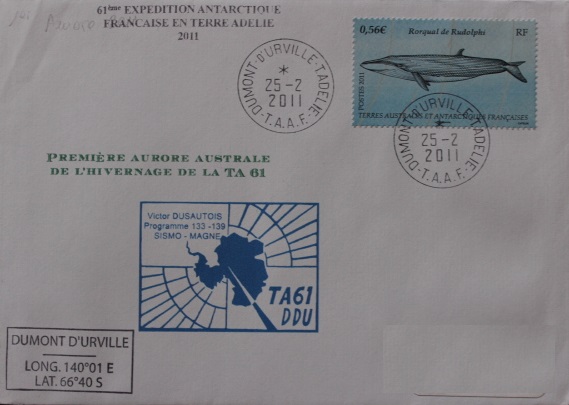 61ème EXPEDITION ANTARCTIQUE
FRANCAISE EN TERRE ADELIE
2011
0,56€ Rorqual de Rudolphi RF
POSTES 2011
TERRES AUSTRALES ET ANTARCTIQUES FRANÇAISES
DUMONT-D'URVILLE-T.ADELIE
*
25-2
2011
-T.A.A.F.-
DUMONT-D'URVILLE-T.ADELIE
25-2
2011
-T.A.A.F.-
PREMIÈRE AURORE AUSTRALE
DE L'HIVERNAGE DE LA TA 61
Victor DUSAUTOIS
Programme 133 -139
SISMO - MAGNE
TA61
DDU
DUMONT D'URVILLE
LONG. 140°01 E
LAT. 66°40 S